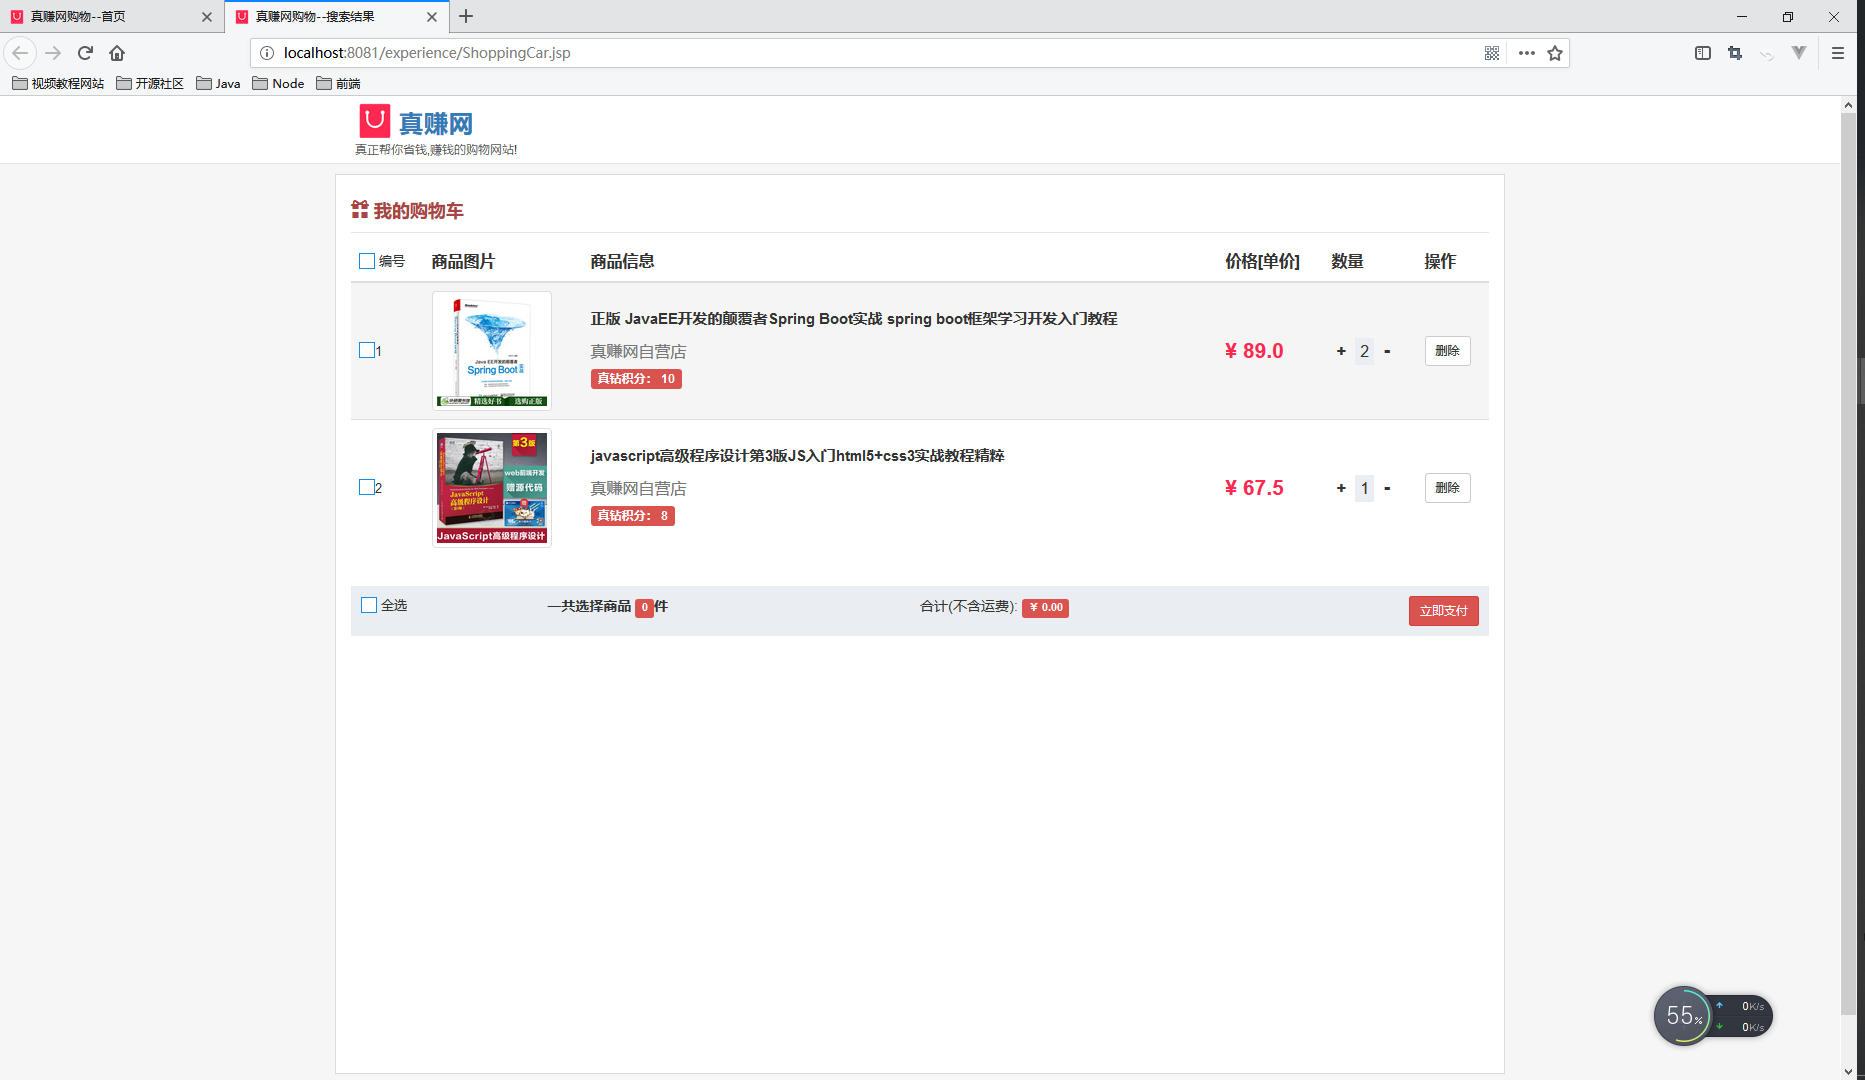 真赚网购物--首页
真赚网购物--搜索结果
localhost:8081/experience/ShoppingCar.jsp
视频教程网站 开源社区 Java Node 前端
真赚网
真正帮你省钱,赚钱的购物网站!
我的购物车
编号 商品图片 商品信息 价格[单价] 数量 操作
1
Java EE开发的颠覆者
Spring Boot 实战
精选好书 选购正版
正版 JavaEE开发的颠覆者Spring Boot实战 spring boot框架学习开发入门教程
真赚网自营店
真钻积分： 10
¥ 89.0
+ 2 -
删除
2
第3版
web前端开发
赠源代码
JavaScript
高级程序设计
JavaScript高级程序设计
javascript高级程序设计第3版JS入门html5+css3实战教程精粹
真赚网自营店
真钻积分： 8
¥ 67.5
+ 1 -
删除
全选 一共选择商品 0 件 合计(不含运费): ¥ 0.00 立即支付
55%
0K/s
0K/s